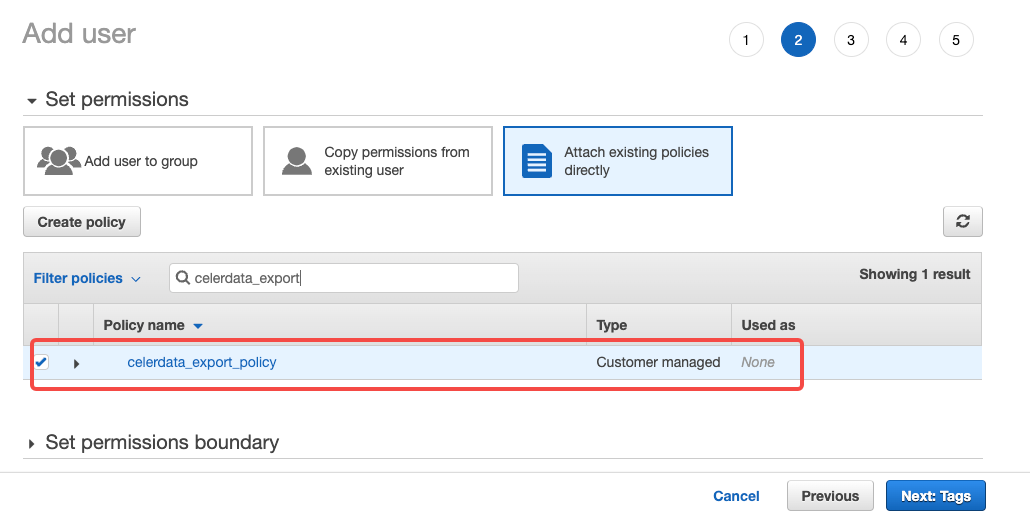 Add user
1 2 3 4 5
Set permissions
Add user to group
Copy permissions from
existing user
Attach existing policies
directly
Create policy
Filter policies
celerdata_export
Showing 1 result
Policy name
Type
Used as
celerdata_export_policy
Customer managed
None
Set permissions boundary
Cancel
Previous
Next: Tags